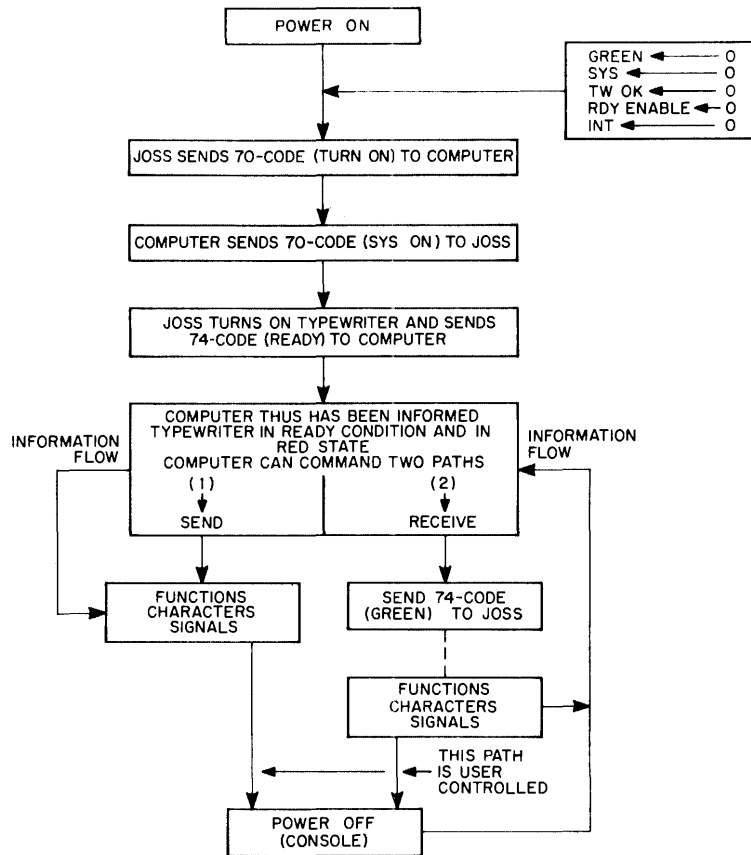 POWER ON
GREEN ← 0
SYS ← 0
TW OK ← 0
RDY ENABLE ← 0
INT ← 0
JOSS SENDS 70-CODE (TURN ON) TO COMPUTER
COMPUTER SENDS 70-CODE (SYS ON) TO JOSS
JOSS TURNS ON TYPEWRITER AND SENDS
74-CODE (READY) TO COMPUTER
INFORMATION
FLOW
COMPUTER THUS HAS BEEN INFORMED
TYPEWRITER IN READY CONDITION AND IN
RED STATE
COMPUTER CAN COMMAND TWO PATHS
(1)
SEND
(2)
RECEIVE
INFORMATION
FLOW
FUNCTIONS
CHARACTERS
SIGNALS
SEND 74-CODE
(GREEN) TO JOSS
FUNCTIONS
CHARACTERS
SIGNALS
THIS PATH
IS USER
CONTROLLED
POWER OFF
(CONSOLE)